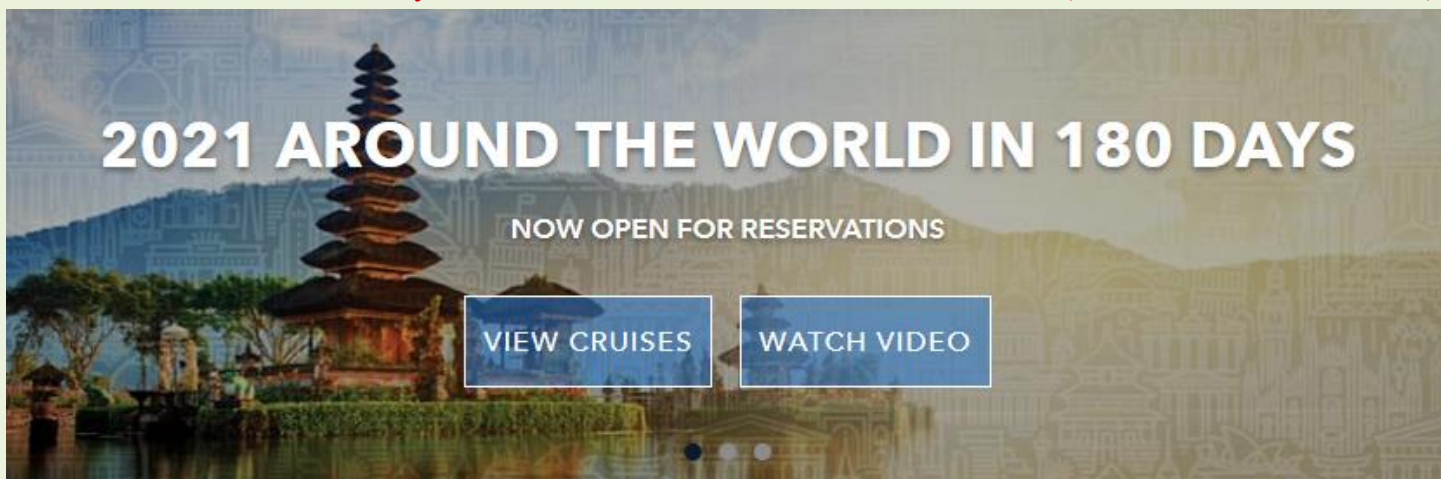 2021 AROUND THE WORLD IN 180 DAYS
NOW OPEN FOR RESERVATIONS
VIEW CRUISES
WATCH VIDEO